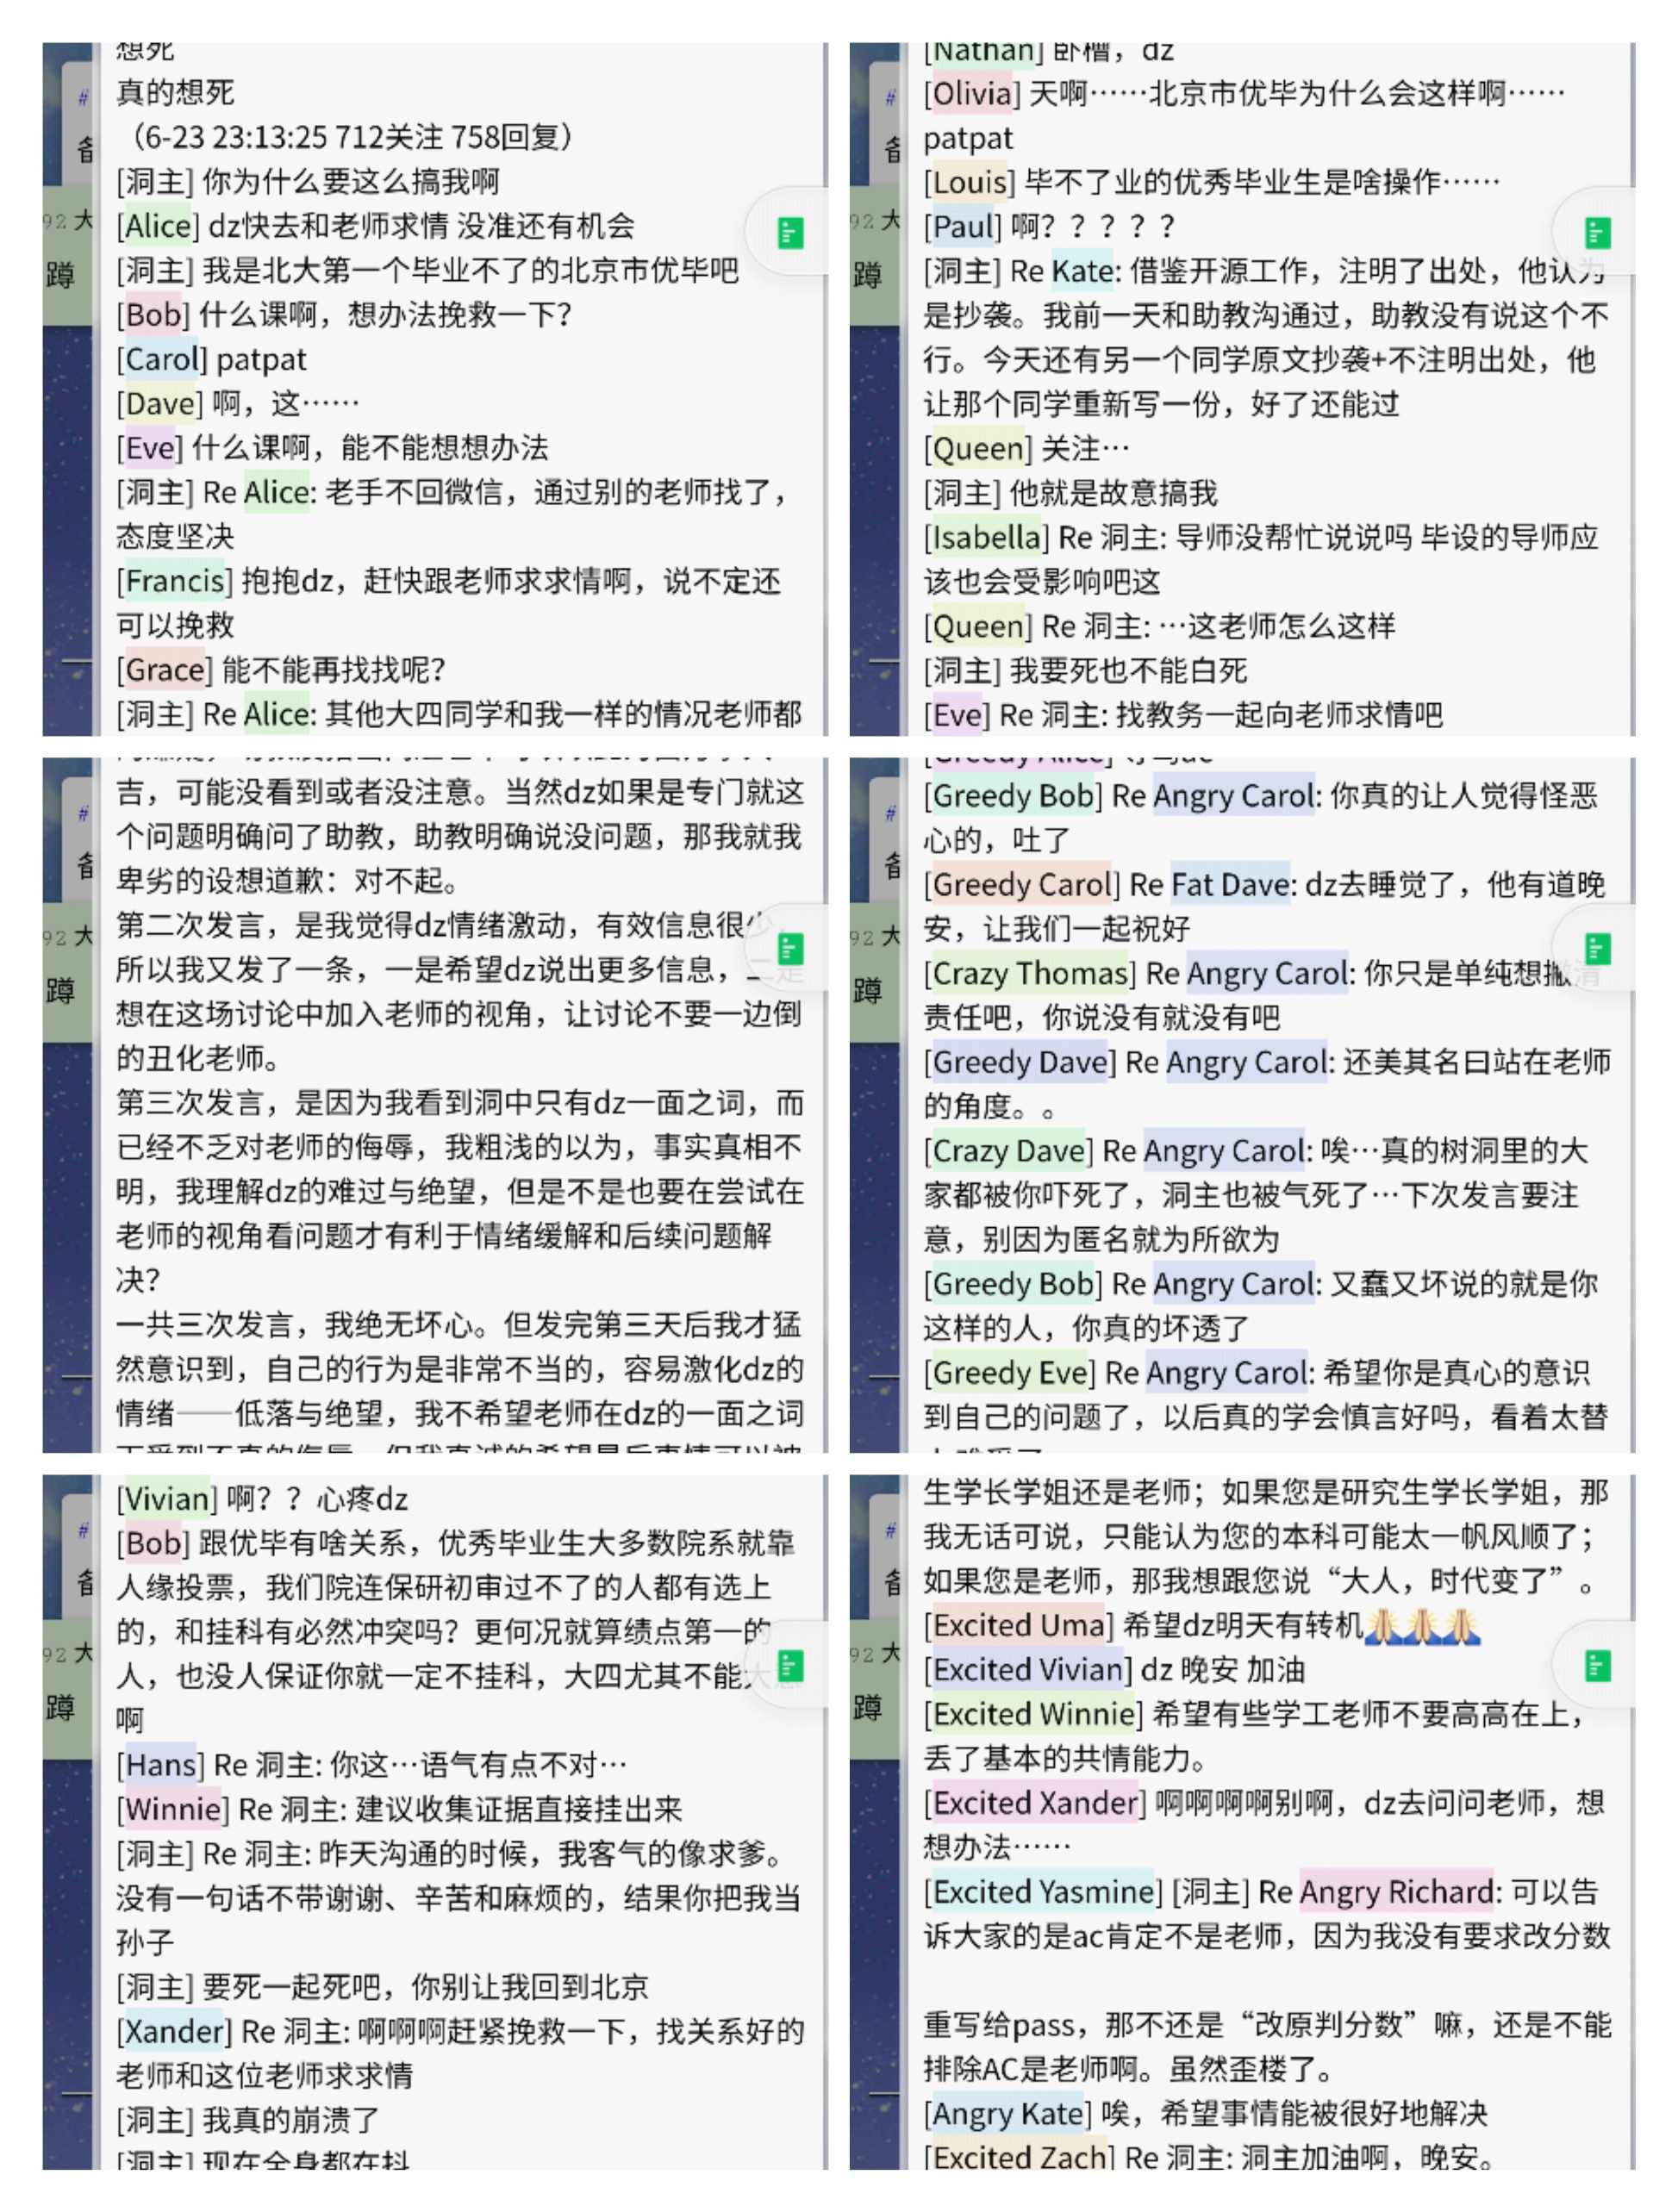 想死
真的想死
（6-23 23:13:25 712关注 758回复）
[洞主] 你为什么要这么搞我啊
[Alice] dz快去和老师求情 没准还有机会
[洞主] 我是北大第一个毕业不了的北京市优毕吧
[Bob] 什么课啊，想办法挽救一下？
[Carol] patpat
[Dave] 啊，这……
[Eve] 什么课啊，能不能想想办法
[洞主] Re Alice: 老手不回微信，通过别的老师找了，
态度坚决
[Francis] 抱抱dz，赶快跟老师求求情啊，说不定还
可以挽救
[Grace] 能不能再找找呢？
[洞主] Re Alice: 其他大四同学和我一样的情况老师都
#
备
92 大
蹲
[Nathan] 卧槽，dz
[Olivia] 天啊……北京市优毕为什么会这样啊……
patpat
[Louis] 毕不了业的优秀毕业生是啥操作……
[Paul] 啊？？？？？
[洞主] Re Kate: 借鉴开源工作，注明了出处，他认为
是抄袭。我前一天和助教沟通过，助教没有说这个不
行。今天还有另一个同学原文抄袭+不注明出处，他
让那个同学重新写一份，好了还能过
[Queen] 关注…
[洞主] 他就是故意搞我
[Isabella] Re 洞主: 导师没帮忙说说吗 毕设的导师应
该也会受影响吧这
[Queen] Re 洞主: …这老师怎么这样
[洞主] 我要死也不能白死
[Eve] Re 洞主: 找教务一起向老师求情吧
#
备
92 大
蹲
吉，可能没看到或者没注意。当然dz如果是专门就这
个问题明确问了助教，助教明确说没问题，那我就我
卑劣的设想道歉：对不起。
第二次发言，是我觉得dz情绪激动，有效信息很少
所以我又发了一条，一是希望dz说出更多信息，二是
想在这场讨论中加入老师的视角，让讨论不要一边倒
的丑化老师。
第三次发言，是因为我看到洞中只有dz一面之词，而
已经不乏对老师的侮辱，我粗浅的以为，事实真相不
明，我理解dz的难过与绝望，但是不是也要在尝试在
老师的视角看问题才有利于情绪缓解和后续问题解
决？
一共三次发言，我绝无坏心。但发完第三天后我才猛
然意识到，自己的行为是非常不当的，容易激化dz的
情绪——低落与绝望，我不希望老师在dz的一面之词
#
备
92 大
蹲
[Greedy Bob] Re Angry Carol: 你真的让人觉得怪恶
心的，吐了
[Greedy Carol] Re Fat Dave: dz去睡觉了，他有道晚
安，让我们一起祝好
[Crazy Thomas] Re Angry Carol: 你只是单纯想撇清
责任吧，你说没有就没有吧
[Greedy Dave] Re Angry Carol: 还美其名曰站在老师
的角度。。
[Crazy Dave] Re Angry Carol: 唉…真的树洞里的大
家都被你吓死了，洞主也被气死了…下次发言要注
意，别因为匿名就为所欲为
[Greedy Bob] Re Angry Carol: 又蠢又坏说的就是你
这样的人，你真的坏透了
[Greedy Eve] Re Angry Carol: 希望你是真心的意识
到自己的问题了，以后真的学会慎言好吗，看着太替
#
备
92 大
蹲
[Vivian] 啊？？心疼dz
[Bob] 跟优毕有啥关系，优秀毕业生大多数院系就靠
人缘投票，我们院连保研初审过不了的人都有选上
的，和挂科有必然冲突吗？更何况就算绩点第一的
人，也没人保证你就一定不挂科，大四尤其不能大意
啊
[Hans] Re 洞主: 你这…语气有点不对…
[Winnie] Re 洞主: 建议收集证据直接挂出来
[洞主] Re 洞主: 昨天沟通的时候，我客气的像求爹。
没有一句话不带谢谢、辛苦和麻烦的，结果你把我当
孙子
[洞主] 要死一起死吧，你别让我回到北京
[Xander] Re 洞主: 啊啊啊赶紧挽救一下，找关系好的
老师和这位老师求求情
[洞主] 我真的崩溃了
[洞主] 现在全身都在抖
#
备
92 大
蹲
生学长学姐还是老师；如果您是研究生学长学姐，那
我无话可说，只能认为您的本科可能太一帆风顺了；
如果您是老师，那我想跟您说“大人，时代变了”。
[Excited Uma] 希望dz明天有转机🙏🙏🙏
[Excited Vivian] dz 晚安 加油
[Excited Winnie] 希望有些学工老师不要高高在上，
丢了基本的共情能力。
[Excited Xander] 啊啊啊啊别啊，dz去问问老师，想
想办法……
[Excited Yasmine] [洞主] Re Angry Richard: 可以告
诉大家的是ac肯定不是老师，因为我没有要求改分数
重写给pass，那不还是“改原判分数”嘛，还是不能
排除AC是老师啊。虽然歪楼了。
[Angry Kate] 唉，希望事情能被很好地解决
[Excited Zach] Re 洞主: 洞主加油啊，晚安。
#
备
92 大
蹲